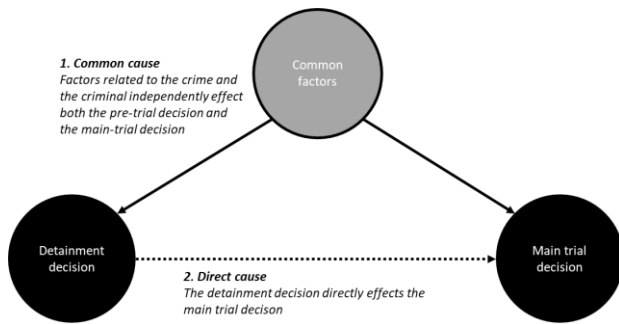 1. Common cause
Factors related to the crime and
the criminal independently effect
both the pre-trial decision and
the main-trial decision
Common
factors
Detainment
decision
Main trial
decision
2. Direct cause
The detainment decision directly effects the
main trial decison